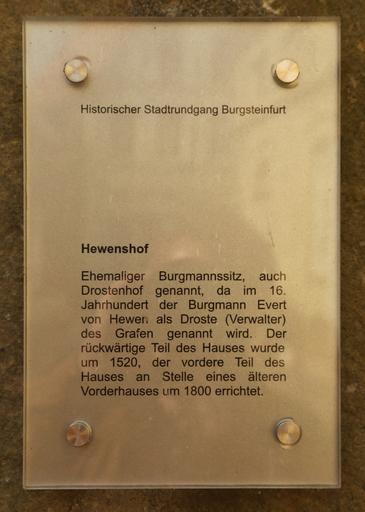 Historischer Stadtrundgang Burgsteinfurt
Hewenshof
Ehemaliger Burgmannssitz, auch
Drostenhof genannt, da im 16.
Jahrhundert der Burgmann Evert
von Hewen als Droste (Verwalter)
des Grafen genannt wird. Der
rückwärtige Teil des Hauses wurde
um 1520, der vordere Teil des
Hauses an Stelle eines älteren
Vorderhauses um 1800 errichtet.